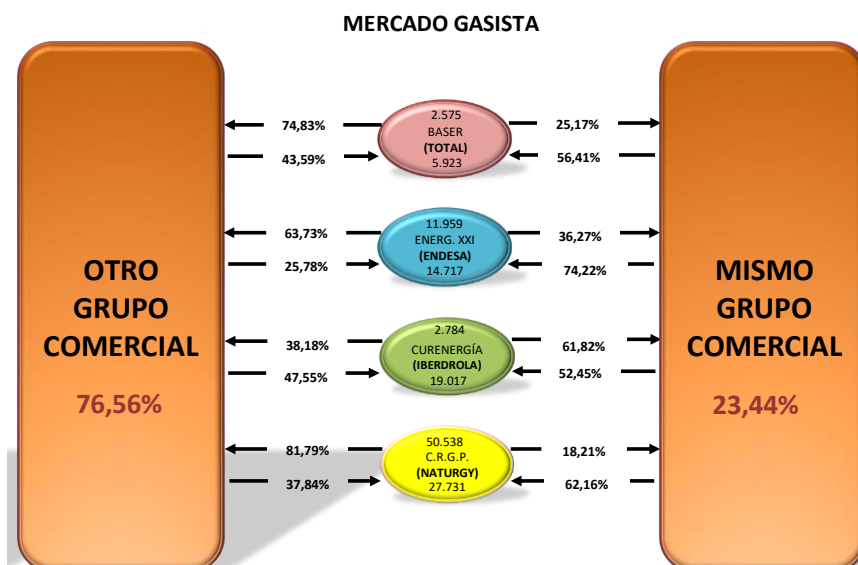 MERCADO GASISTA
OTRO
GRUPO
COMERCIAL
76,56%
74,83%
43,59%
2.575
BASER
(TOTAL)
5.923
25,17%
56,41%
63,73%
25,78%
11.959
ENERG. XXI
(ENDESA)
14.717
36,27%
74,22%
38,18%
47,55%
2.784
CURENERGÍA
(IBERDROLA)
19.017
61,82%
52,45%
81,79%
37,84%
50.538
C.R.G.P.
(NATURGY)
27.731
18,21%
62,16%
MISMO
GRUPO
COMERCIAL
23,44%